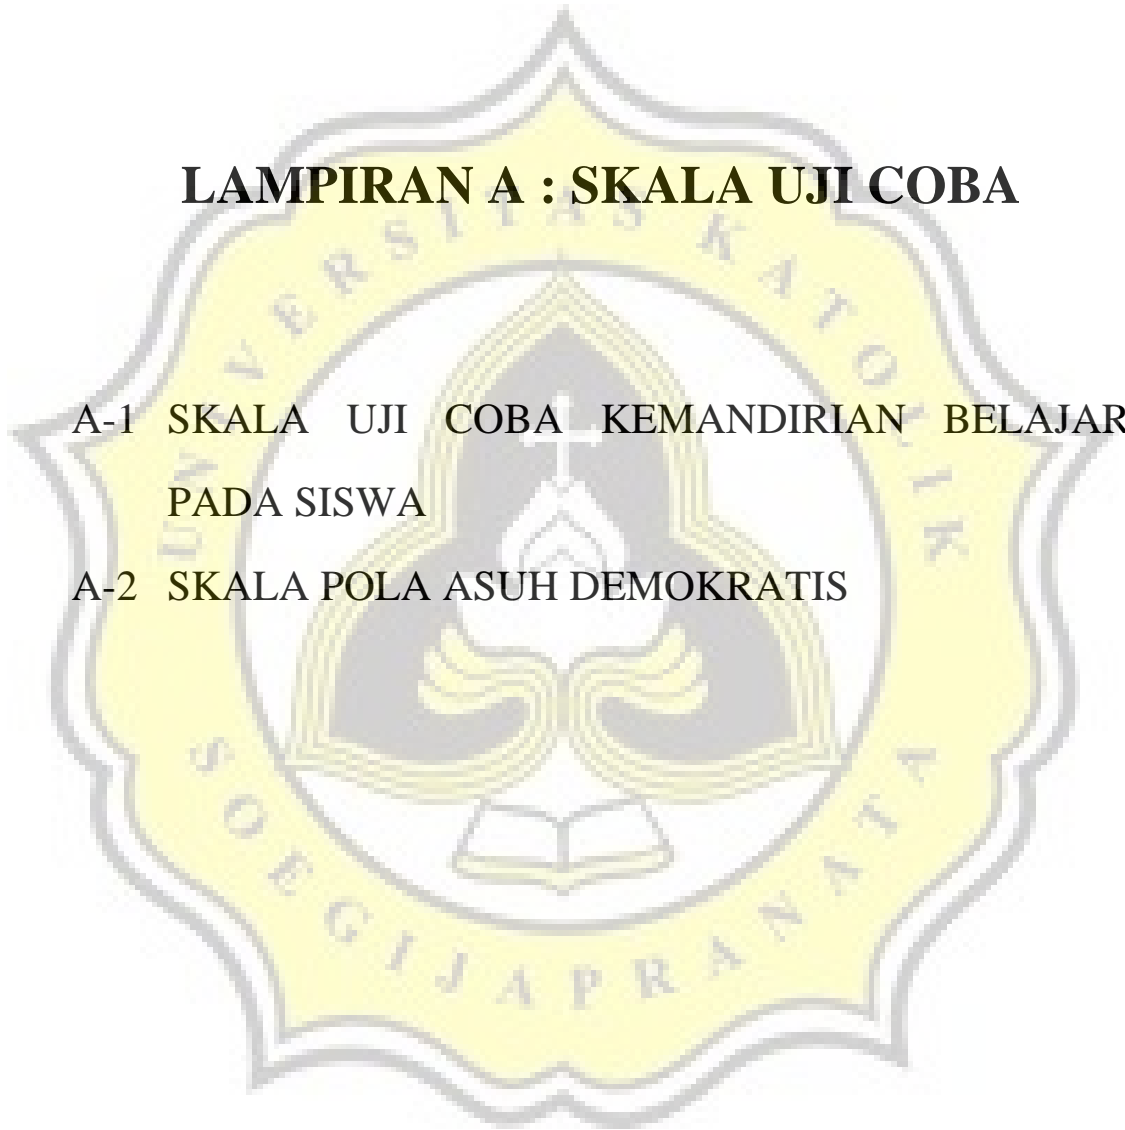 LAMPIRAN A : SKALA UJI COBA
A-1 SKALA UJI COBA KEMANDIRIAN BELAJAR
PADA SISWA
A-2 SKALA POLA ASUH DEMOKRATIS
UNIVERSITAS KATOLIK
SOEGIJAPRANATA